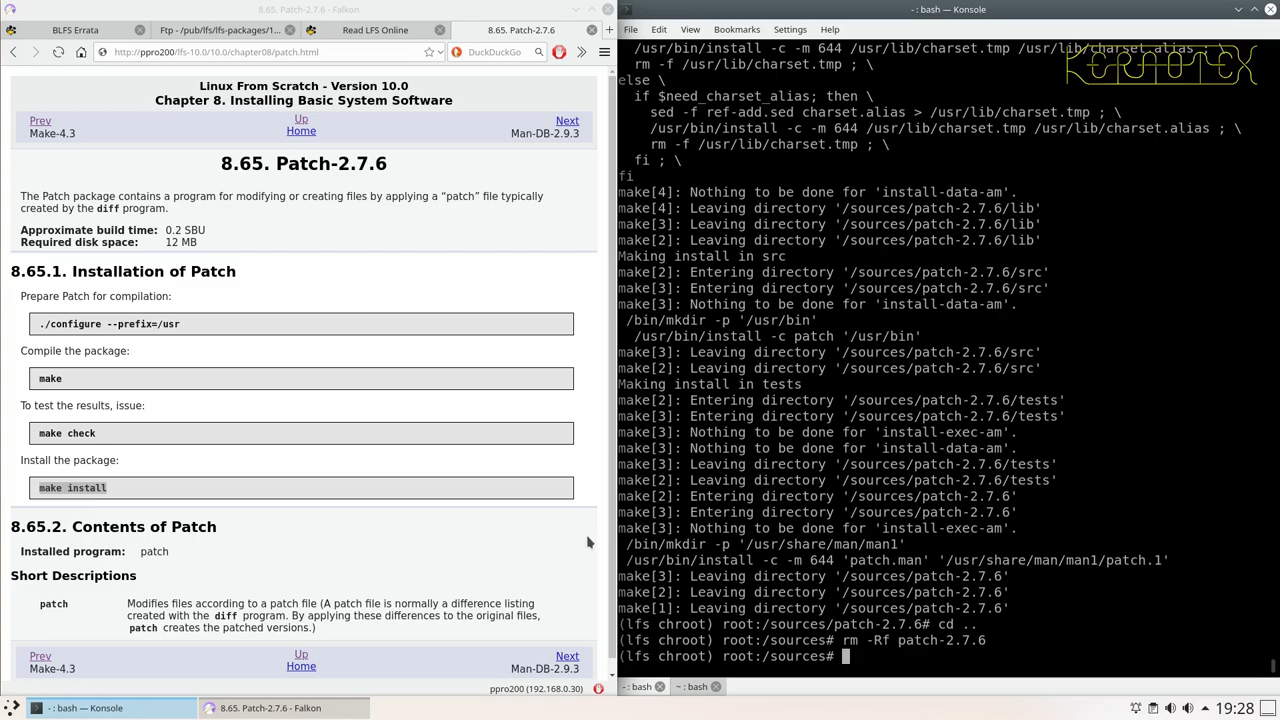 8.65. Patch-2.7.6 - Falkon
BLFS Errata
Ftp - /pub/lfs/lfs-packages/1...
Read LFS Online
8.65. Patch-2.7.6
http://ppro200/lfs-10.0/10.0/chapter08/patch.html
DuckDuckGo
Linux From Scratch - Version 10.0
Chapter 8. Installing Basic System Software
Prev
Up
Next
Make-4.3
Home
Man-DB-2.9.3
8.65. Patch-2.7.6
The Patch package contains a program for modifying or creating files by applying a “patch” file typically
created by the diff program.
Approximate build time: 0.2 SBU
Required disk space: 12 MB
8.65.1. Installation of Patch
Prepare Patch for compilation:
./configure --prefix=/usr
Compile the package:
make
To test the results, issue:
make check
Install the package:
make install
8.65.2. Contents of Patch
Installed program: patch
Short Descriptions
patch
Modifies files according to a patch file (A patch file is normally a difference listing
created with the diff program. By applying these differences to the original files,
patch creates the patched versions.)
Prev
Up
Next
Make-4.3
Home
Man-DB-2.9.3
ppro200 (192.168.0.30)
- : bash — Konsole
File Edit View Bookmarks Settings Help
/usr/bin/install -c -m 644 /usr/lib/charset.tmp /usr/lib/charset.alias ; \
rm -f /usr/lib/charset.tmp ; \
else \
if $need_charset_alias; then \
sed -f ref-add.sed charset.alias > /usr/lib/charset.tmp ; \
/usr/bin/install -c -m 644 /usr/lib/charset.tmp /usr/lib/charset.alias ; \
rm -f /usr/lib/charset.tmp ; \
fi ; \
fi
make[4]: Nothing to be done for 'install-data-am'.
make[4]: Leaving directory '/sources/patch-2.7.6/lib'
make[3]: Leaving directory '/sources/patch-2.7.6/lib'
make[2]: Leaving directory '/sources/patch-2.7.6/lib'
Making install in src
make[2]: Entering directory '/sources/patch-2.7.6/src'
make[3]: Entering directory '/sources/patch-2.7.6/src'
make[3]: Nothing to be done for 'install-data-am'.
/bin/mkdir -p '/usr/bin'
/usr/bin/install -c patch '/usr/bin'
make[3]: Leaving directory '/sources/patch-2.7.6/src'
make[2]: Leaving directory '/sources/patch-2.7.6/src'
Making install in tests
make[2]: Entering directory '/sources/patch-2.7.6/tests'
make[3]: Entering directory '/sources/patch-2.7.6/tests'
make[3]: Nothing to be done for 'install-exec-am'.
make[3]: Nothing to be done for 'install-data-am'.
make[3]: Leaving directory '/sources/patch-2.7.6/tests'
make[2]: Leaving directory '/sources/patch-2.7.6/tests'
make[2]: Entering directory '/sources/patch-2.7.6'
make[3]: Entering directory '/sources/patch-2.7.6'
make[3]: Nothing to be done for 'install-exec-am'.
/bin/mkdir -p '/usr/share/man/man1'
/usr/bin/install -c -m 644 'patch.man' '/usr/share/man/man1/patch.1'
make[3]: Leaving directory '/sources/patch-2.7.6'
make[2]: Leaving directory '/sources/patch-2.7.6'
make[1]: Leaving directory '/sources/patch-2.7.6'
(lfs chroot) root:/sources/patch-2.7.6# cd ..
(lfs chroot) root:/sources# rm -Rf patch-2.7.6
(lfs chroot) root:/sources#
- : bash
~ : bash
- : bash — Konsole
8.65. Patch-2.7.6 - Falkon
19:28